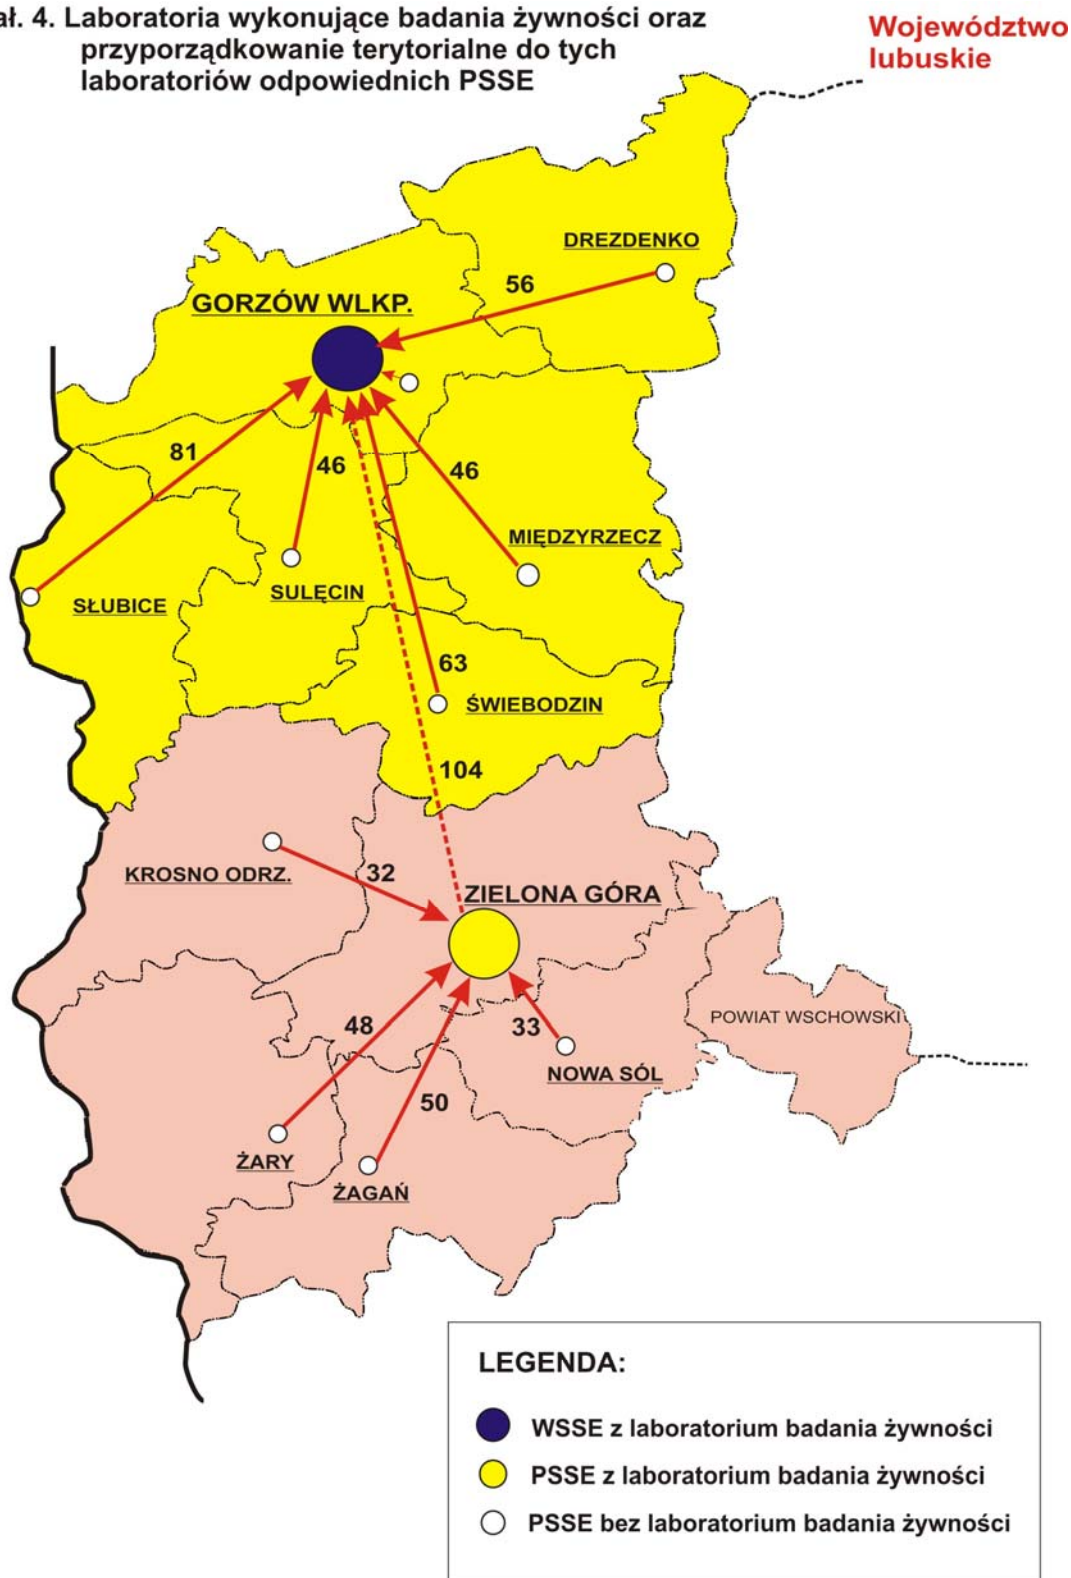 ał. 4. Laboratoria wykonujące badania żywności oraz
przyporządkowanie terytorialne do tych
laboratoriów odpowiednich PSSE
Województwo
lubuskie
DREZDENKO
56
GORZÓW WLKP.
81
46
46
MIĘDZYRZECZ
SŁUBICE
SULĘCIN
63
ŚWIEBODZIN
104
KROSNO ODRZ.
32
ZIELONA GÓRA
POWIAT WSCHOWSKI
48
33
NOWA SÓL
50
ŻARY
ŻAGAŃ
LEGENDA:
WSSE z laboratorium badania żywności
PSSE z laboratorium badania żywności
PSSE bez laboratorium badania żywności